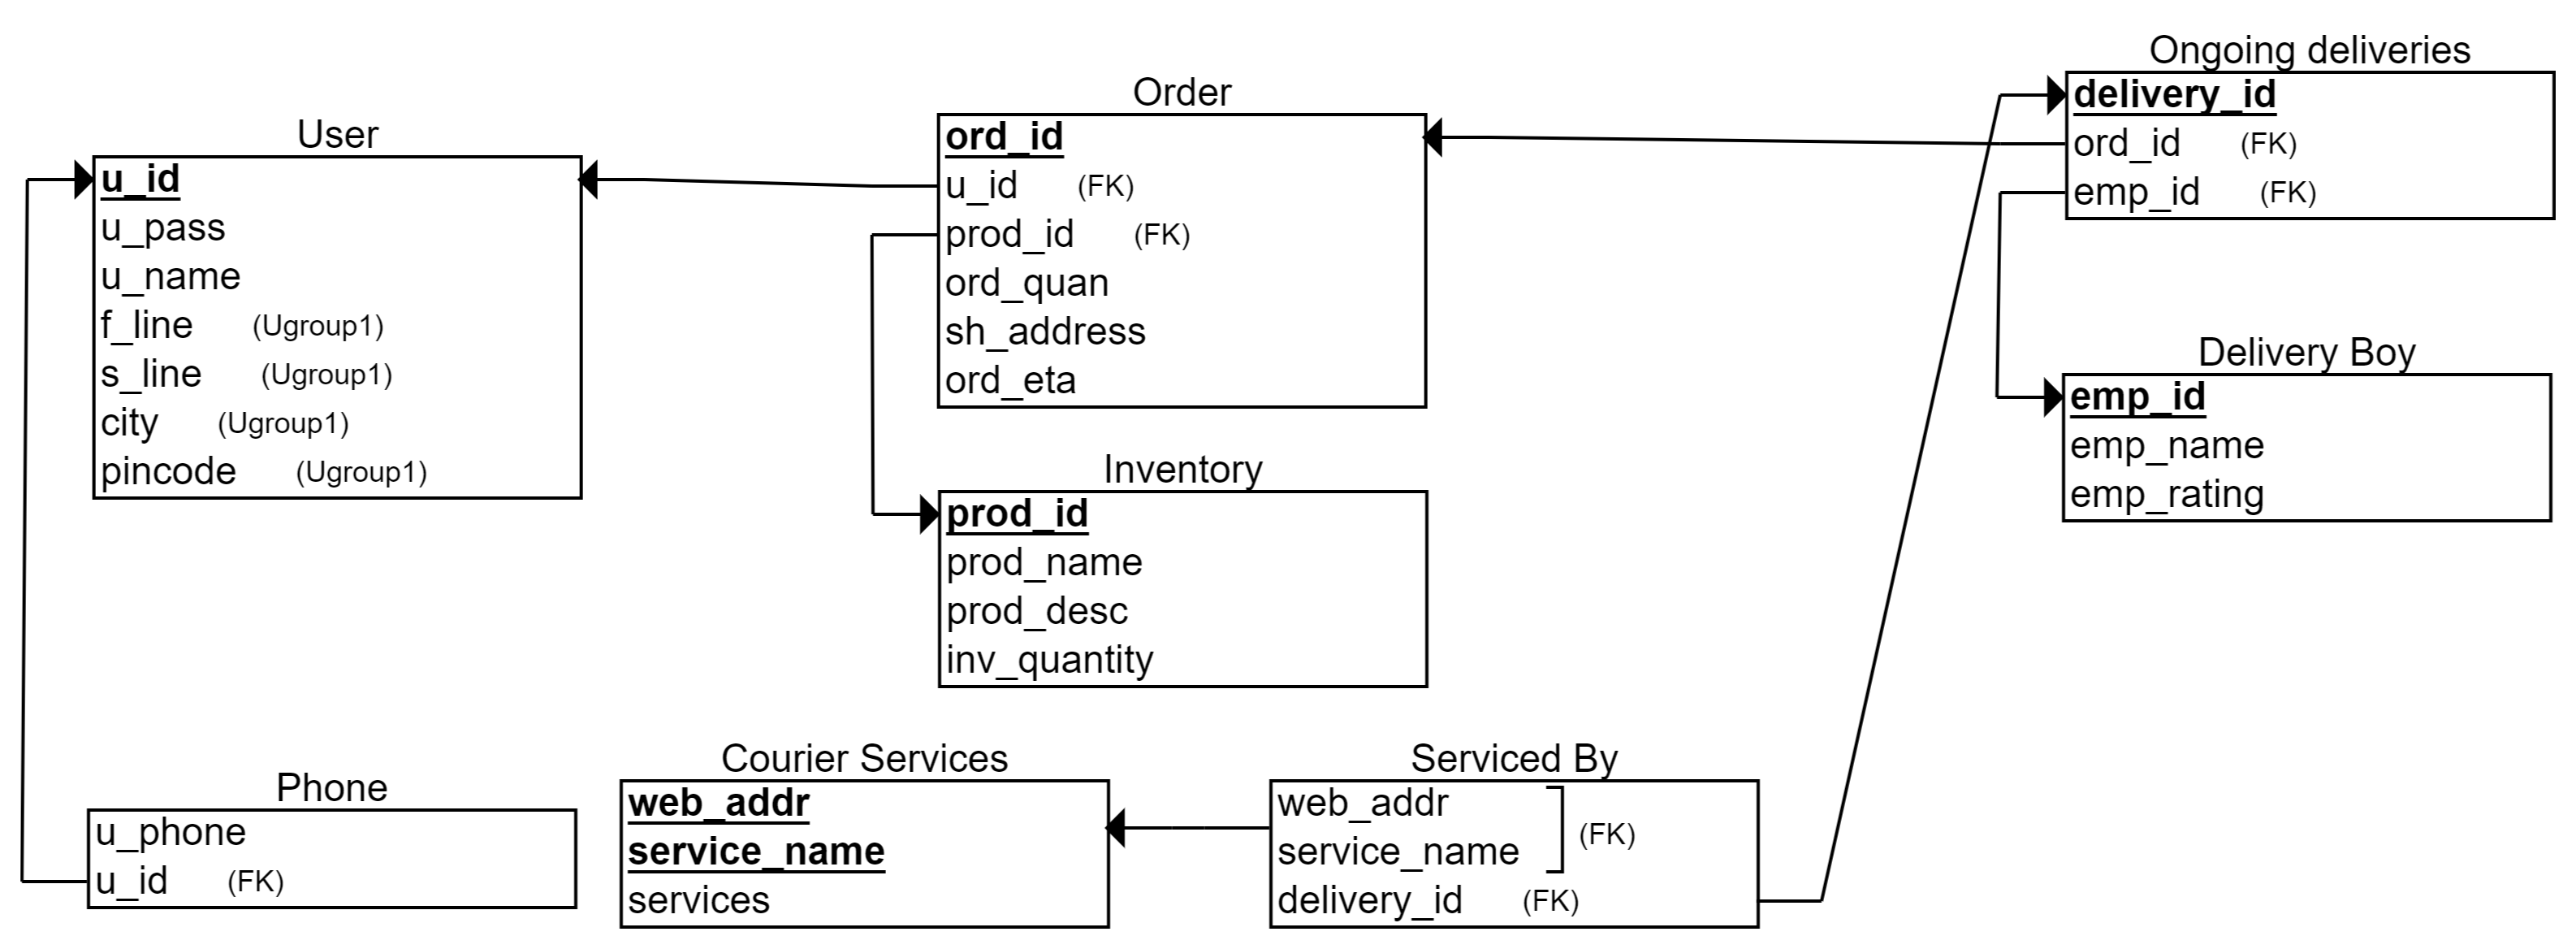 User
u_id
u_pass
u_name
f_line (Ugroup1)
s_line (Ugroup1)
city (Ugroup1)
pincode (Ugroup1)
Order
ord_id
u_id (FK)
prod_id (FK)
ord_quan
sh_address
ord_eta
Ongoing deliveries
delivery_id
ord_id (FK)
emp_id (FK)
Delivery Boy
emp_id
emp_name
emp_rating
Inventory
prod_id
prod_name
prod_desc
inv_quantity
Phone
u_phone
u_id (FK)
Courier Services
web_addr
service_name
services
Serviced By
web_addr
service_name
(FK)
delivery_id (FK)